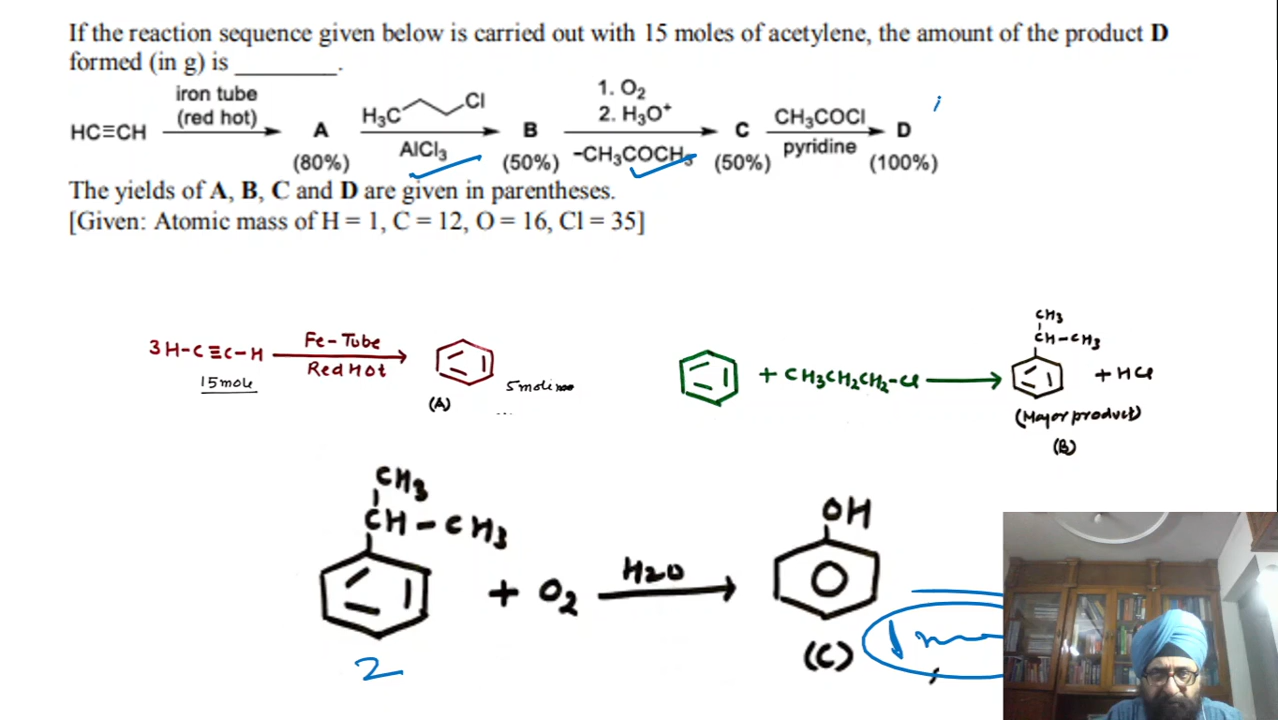 If the reaction sequence given below is carried out with 15 moles of acetylene, the amount of the product D
formed (in g) is ________.
HC≡CH iron tube (red hot) A (80%) H₃C Cl AlCl₃ B (50%) 1. O₂ 2. H₃O⁺ -CH₃COCH₃ C (50%) CH₃COCl pyridine D (100%)
The yields of A, B, C and D are given in parentheses.
[Given: Atomic mass of H = 1, C = 12, O = 16, Cl = 35]
3H-C≡C-H Fe-Tube Red Hot
15mole
(A)
+ CH₃CH₂CH₂-Cl
CH₃
CH-CH₃
+ HCl
(Major product)
(B)
CH₃
CH-CH₃
+ O₂ H₂O
OH
(C)
2